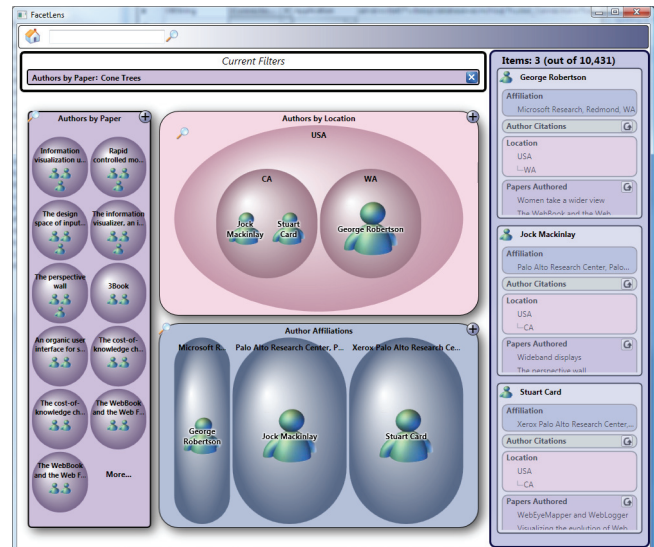 FacetLens
Current Filters
Authors by Paper: Cone Trees
Authors by Paper
Information
visualization u...
Rapid
controlled mo...
The design
space of input...
The information
visualizer, an i...
The perspective
wall
3Book
An organic user
interface for s...
The cost-of-
knowledge ch...
The cost-of-
knowledge ch...
The WebBook
and the Web F...
The WebBook
and the Web F...
More...
Authors by Location
USA
CA
WA
Jock
Mackinlay
Stuart
Card
George Robertson
Author Affiliations
Microsoft R...
Palo Alto Research Center, P...
Xerox Palo Alto Research Ce...
George
Robertson
Jock Mackinlay
Stuart Card
Items: 3 (out of 10,431)
George Robertson
Affiliation
Microsoft Research, Redmond, WA
Author Citations
Location
USA
WA
Papers Authored
Women take a wider view
The WebBook and the Web
Jock Mackinlay
Affiliation
Palo Alto Research Center, Palo...
Author Citations
Location
USA
CA
Papers Authored
Wideband displays
The perspective wall
Stuart Card
Affiliation
Xerox Palo Alto Research Center,...
Author Citations
Location
USA
CA
Papers Authored
WebEyeMapper and WebLogger
Visualizing the evolution of Web